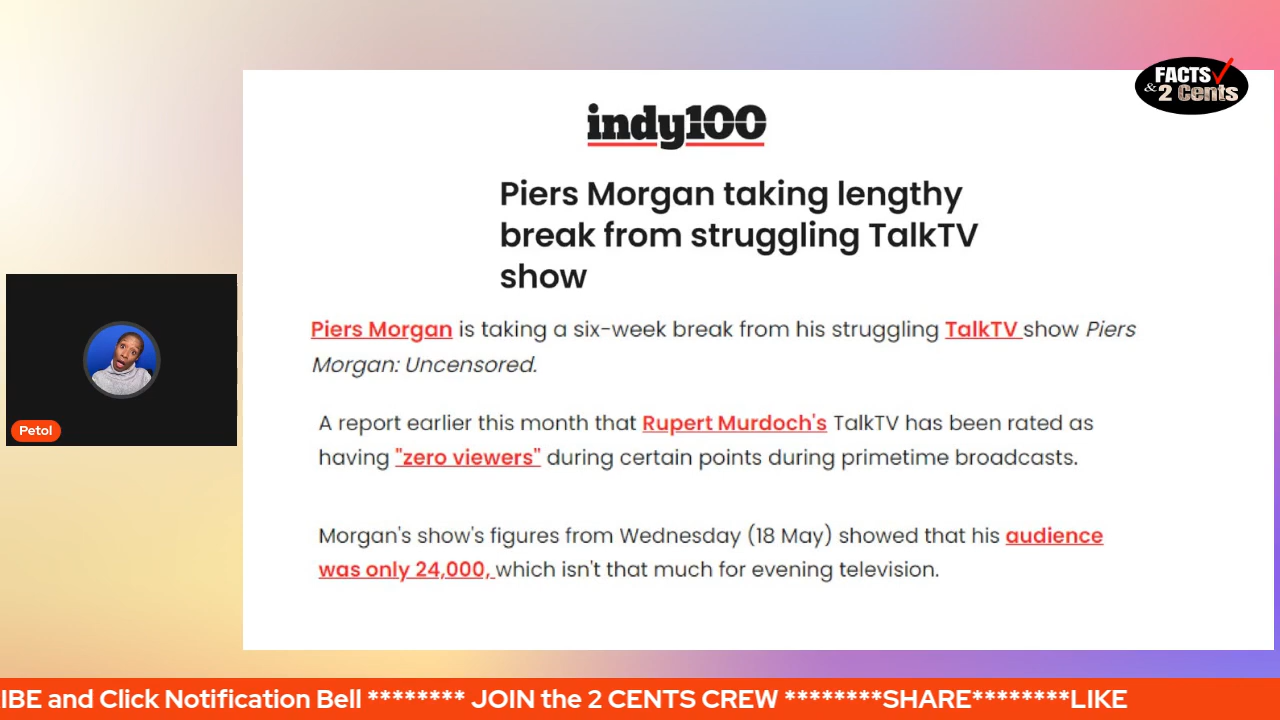 FACTS
& 2 Cents
indy100
Piers Morgan taking lengthy
break from struggling TalkTV
show
Piers Morgan is taking a six-week break from his struggling TalkTV show Piers
Morgan: Uncensored.
A report earlier this month that Rupert Murdoch's TalkTV has been rated as
having "zero viewers" during certain points during primetime broadcasts.
Morgan's show's figures from Wednesday (18 May) showed that his audience
was only 24,000, which isn't that much for evening television.
Petol
IBE and Click Notification Bell ******** JOIN the 2 CENTS CREW ********SHARE********LIKE